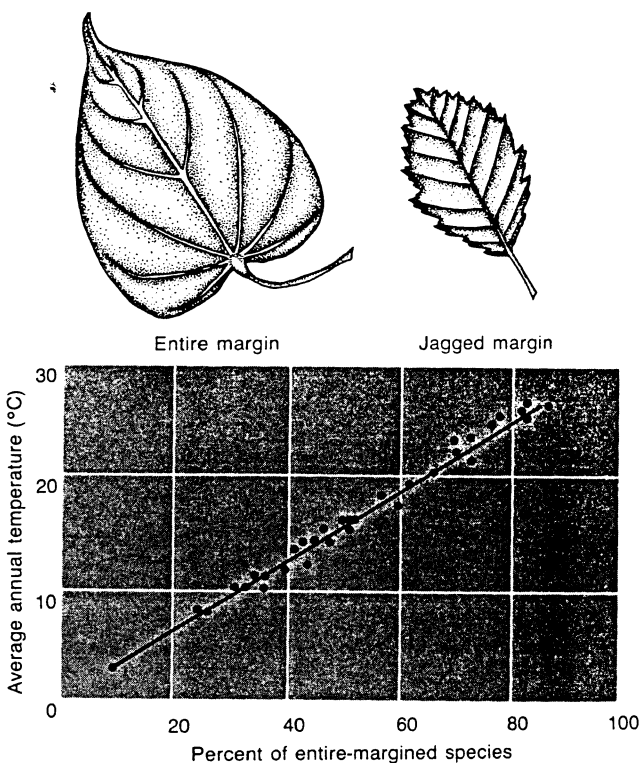 Entire margin
Jagged margin
Average annual temperature (°C)
30
20
10
0
20
40
60
80
100
Percent of entire-margined species